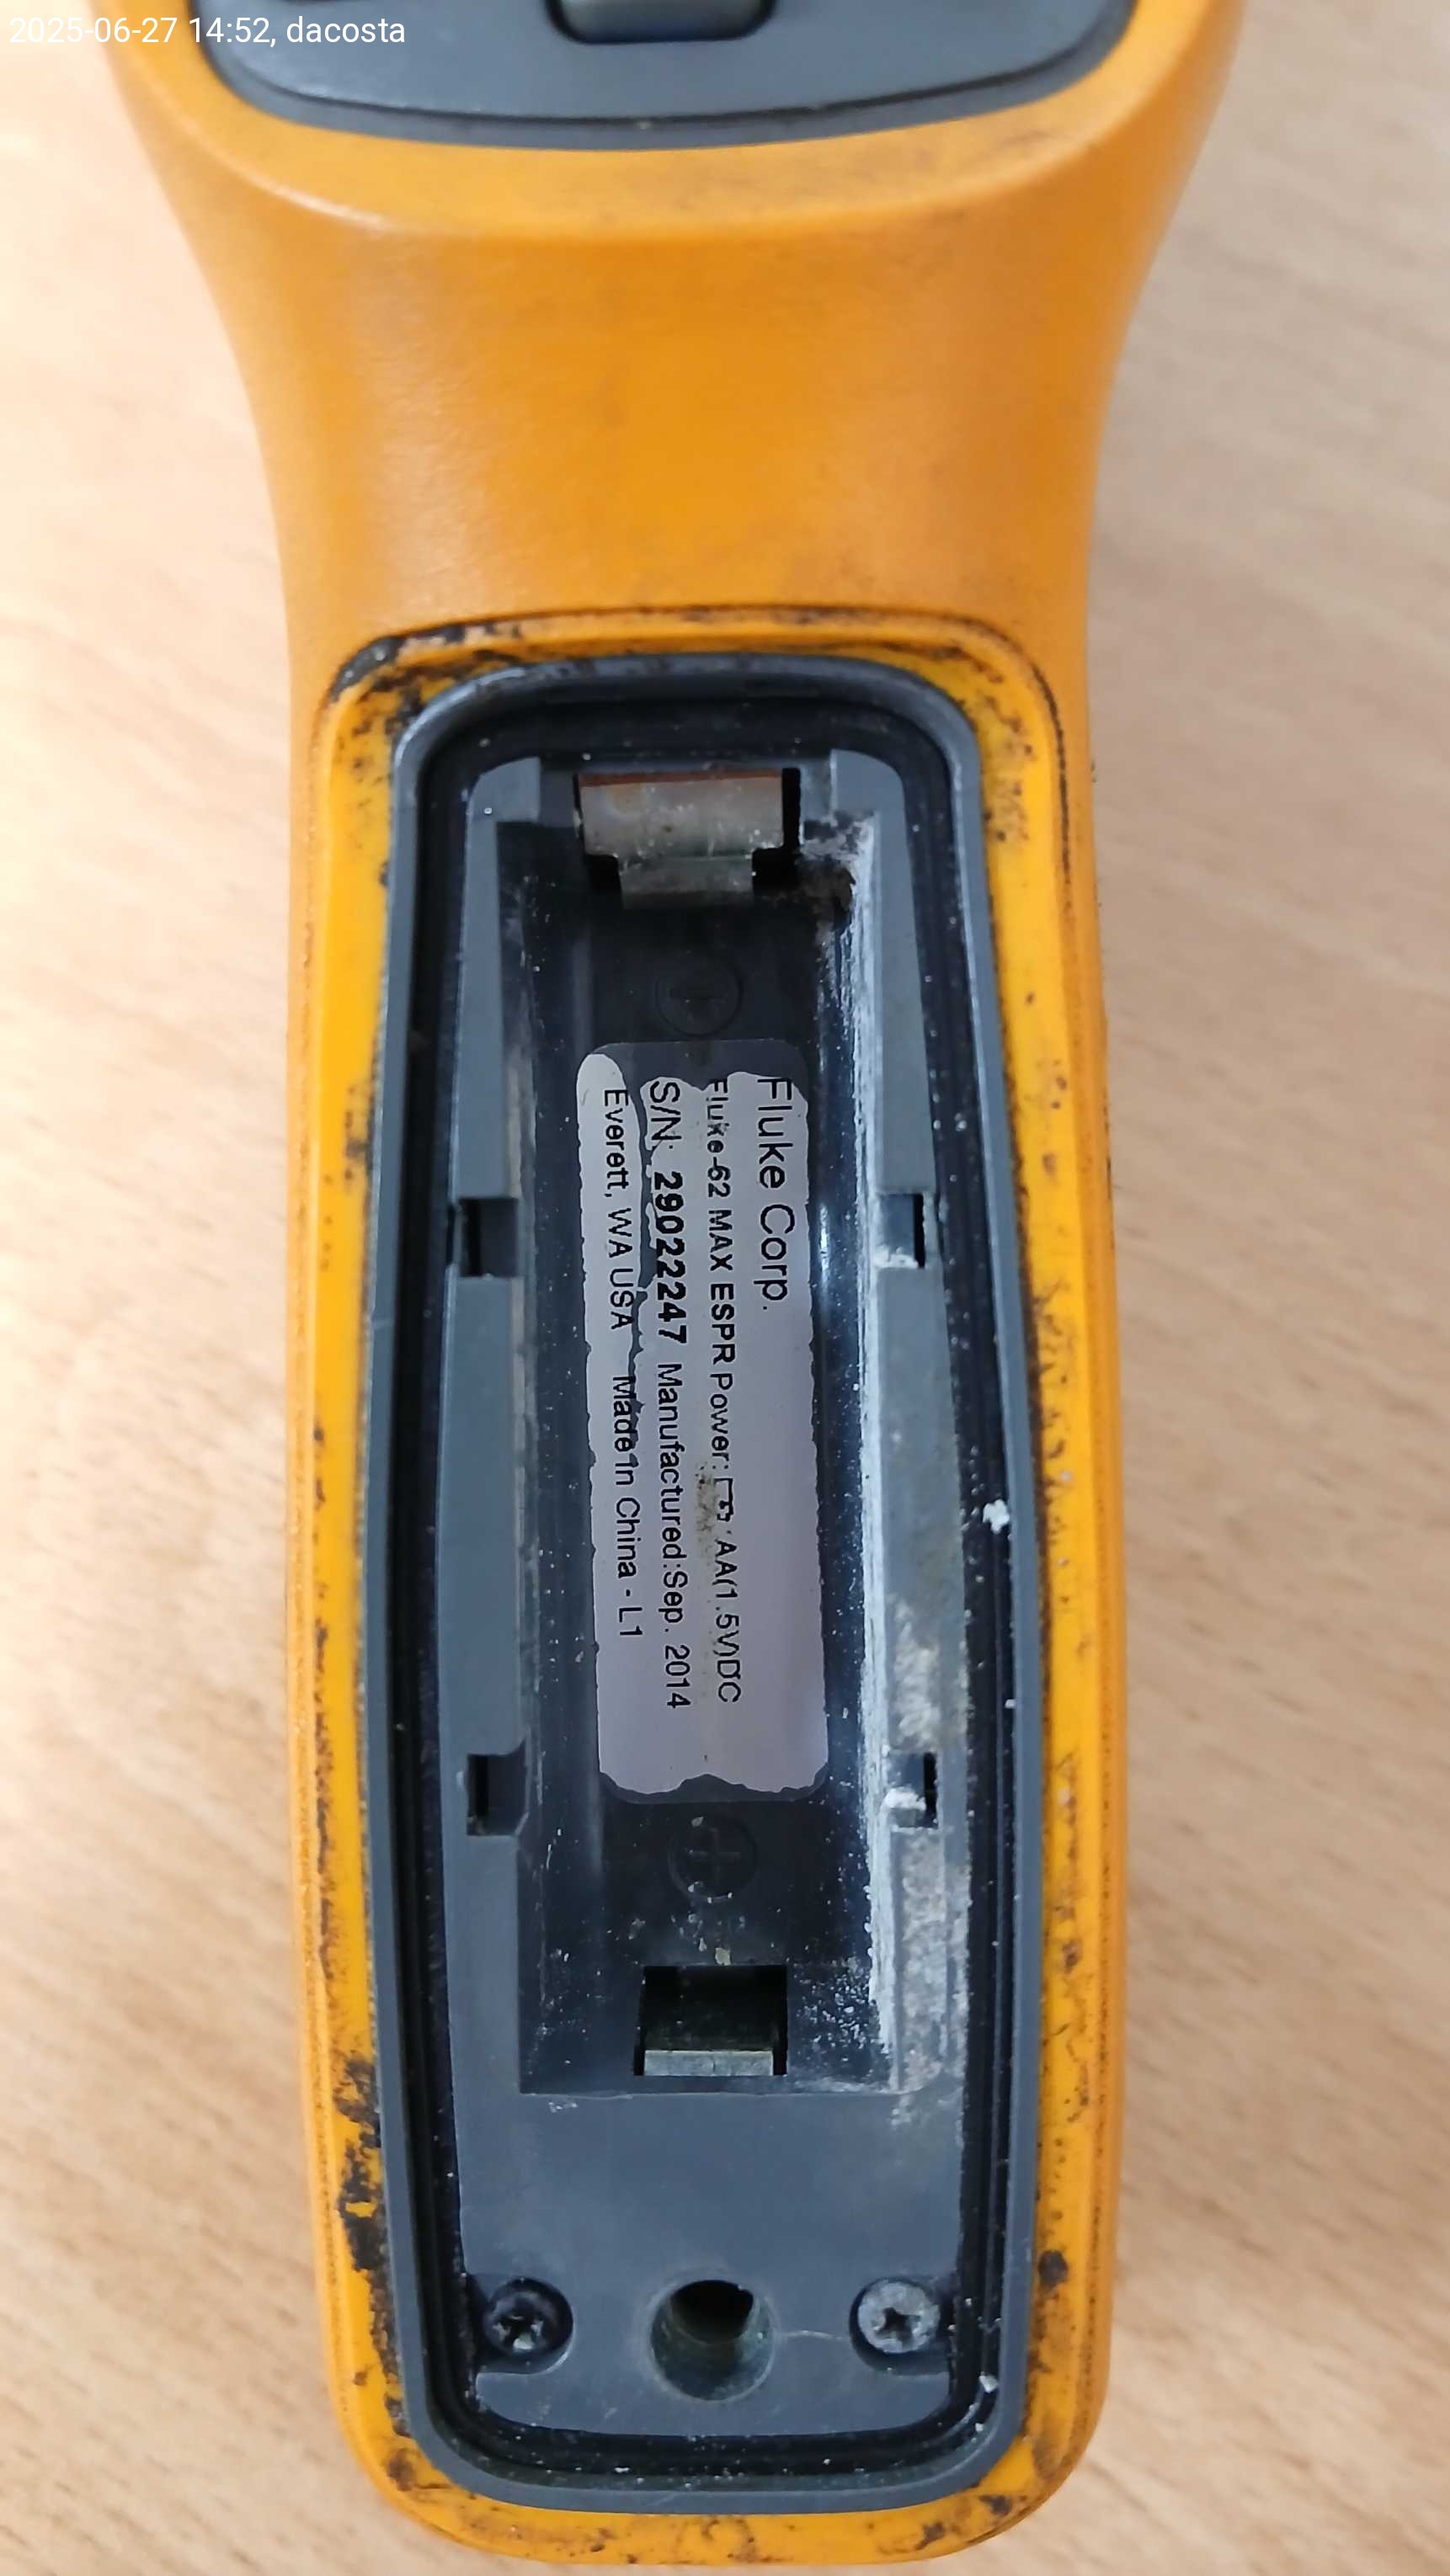 2025-06-27 14:52, dacosta
Fluke Corp.
Fluke-62 MAX ESPR Power: AA(1.5V)DC
S/N: 29022247 Manufactured:Sep. 2014
Everett, WA USA Made in China - L1